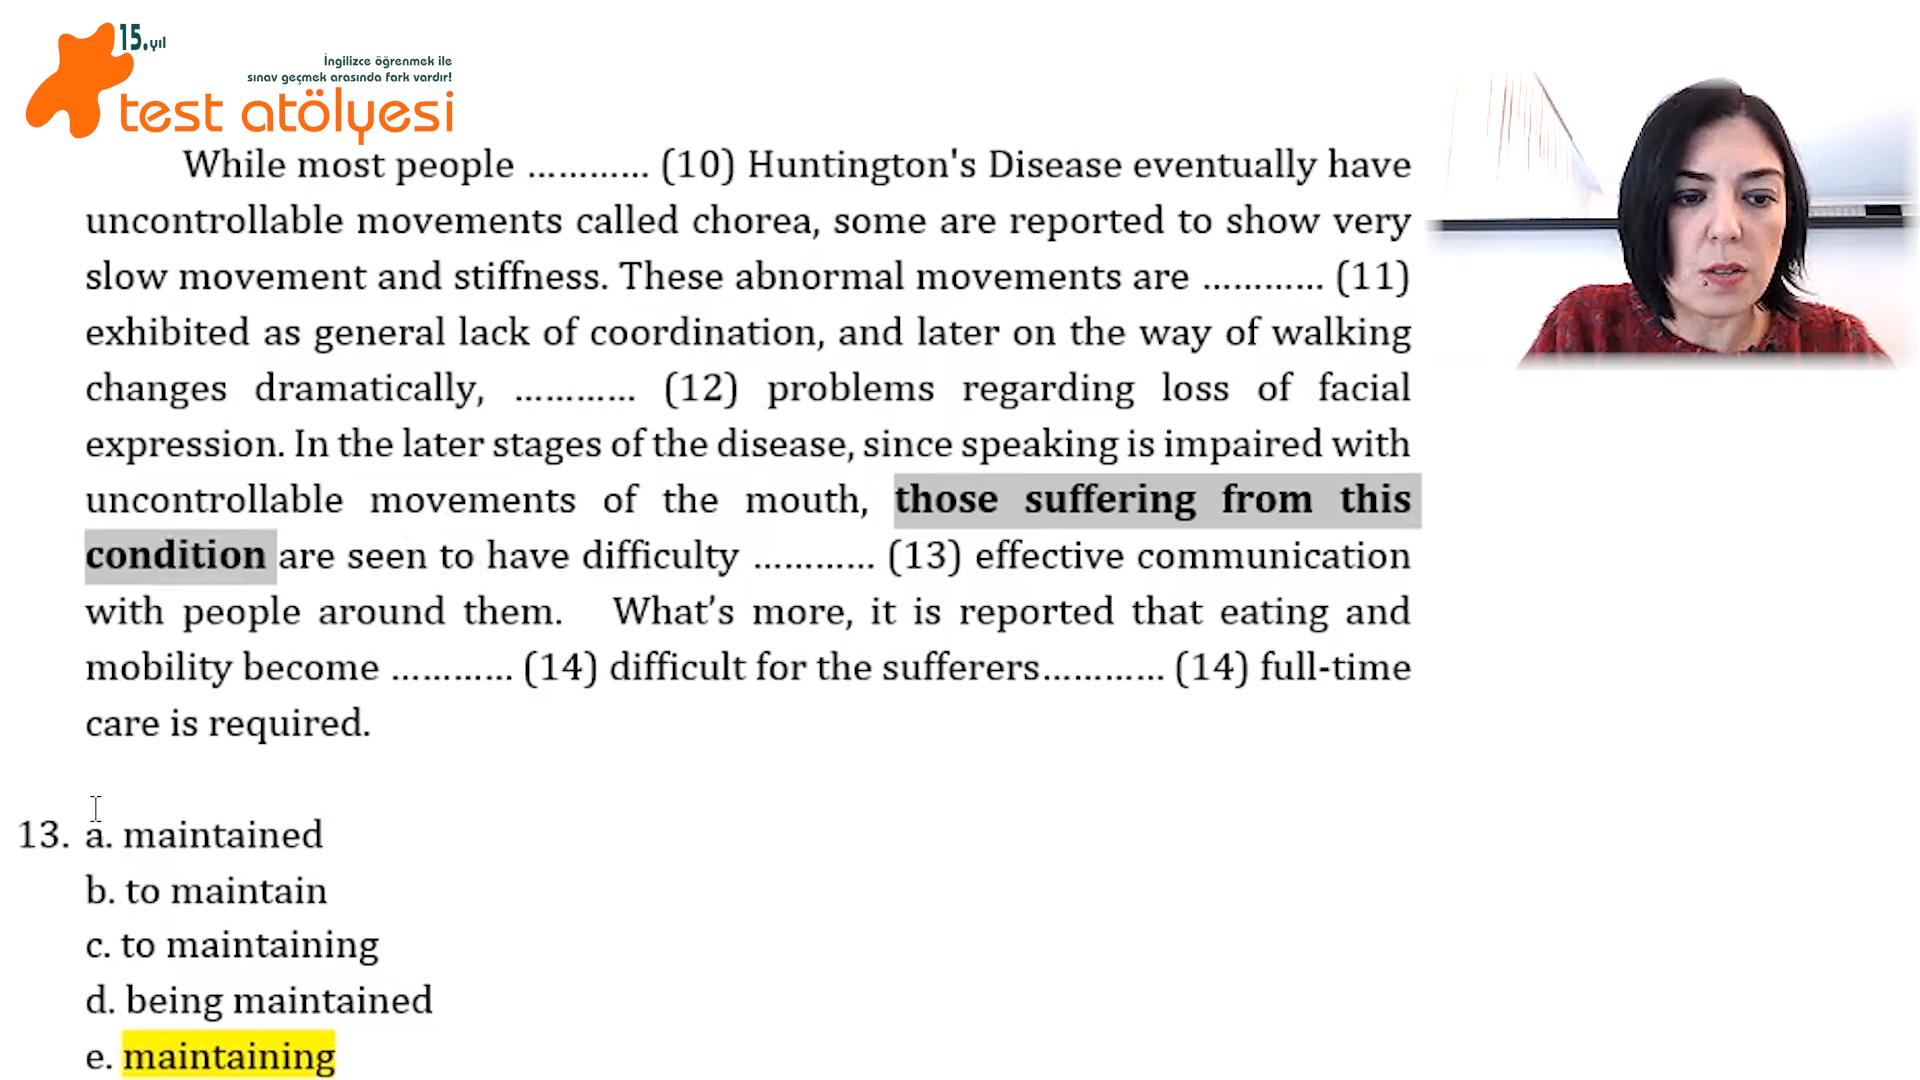 15.yıl
İngilizce öğrenmek ile
sınav geçmek arasında fark vardır!
test atölyesi
While most people ............ (10) Huntington's Disease eventually have
uncontrollable movements called chorea, some are reported to show very
slow movement and stiffness. These abnormal movements are ............ (11)
exhibited as general lack of coordination, and later on the way of walking
changes dramatically, ............ (12) problems regarding loss of facial
expression. In the later stages of the disease, since speaking is impaired with
uncontrollable movements of the mouth, those suffering from this
condition are seen to have difficulty ............ (13) effective communication
with people around them. What’s more, it is reported that eating and
mobility become ............ (14) difficult for the sufferers............ (14) full-time
care is required.
13. a. maintained
b. to maintain
c. to maintaining
d. being maintained
e. maintaining